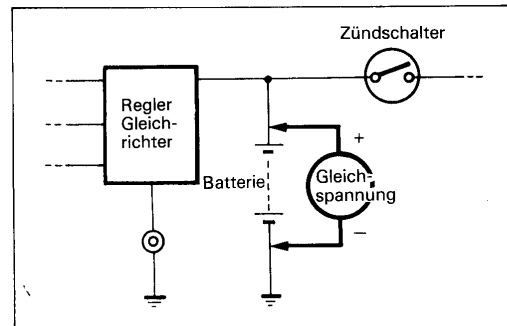 Zündschalter
Regler
Gleich-
richter
+
Batterie
Gleich-
spannung
−